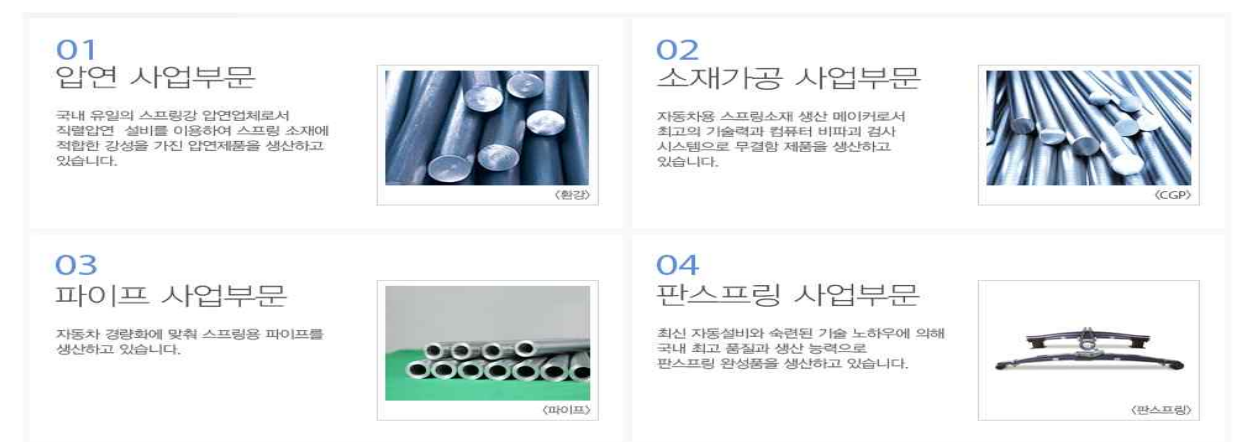 01
압연 사업부문
국내 유일의 스프링강 압연업체로서
직렬압연 설비를 이용하여 스프링 소재에
적합한 강성을 가진 압연제품을 생산하고
있습니다.
〈환강〉
02
소재가공 사업부문
자동차용 스프링소재 생산 메이커로서
최고의 기술력과 컴퓨터 비파괴 검사
시스템으로 무결함 제품을 생산하고
있습니다.
〈CGP〉
03
파이프 사업부문
자동차 경량화에 맞춰 스프링용 파이프를
생산하고 있습니다.
〈파이프〉
04
판스프링 사업부문
최신 자동설비와 숙련된 기술 노하우에 의해
국내 최고 품질과 생산 능력으로
판스프링 완성품을 생산하고 있습니다.
〈판스프링〉